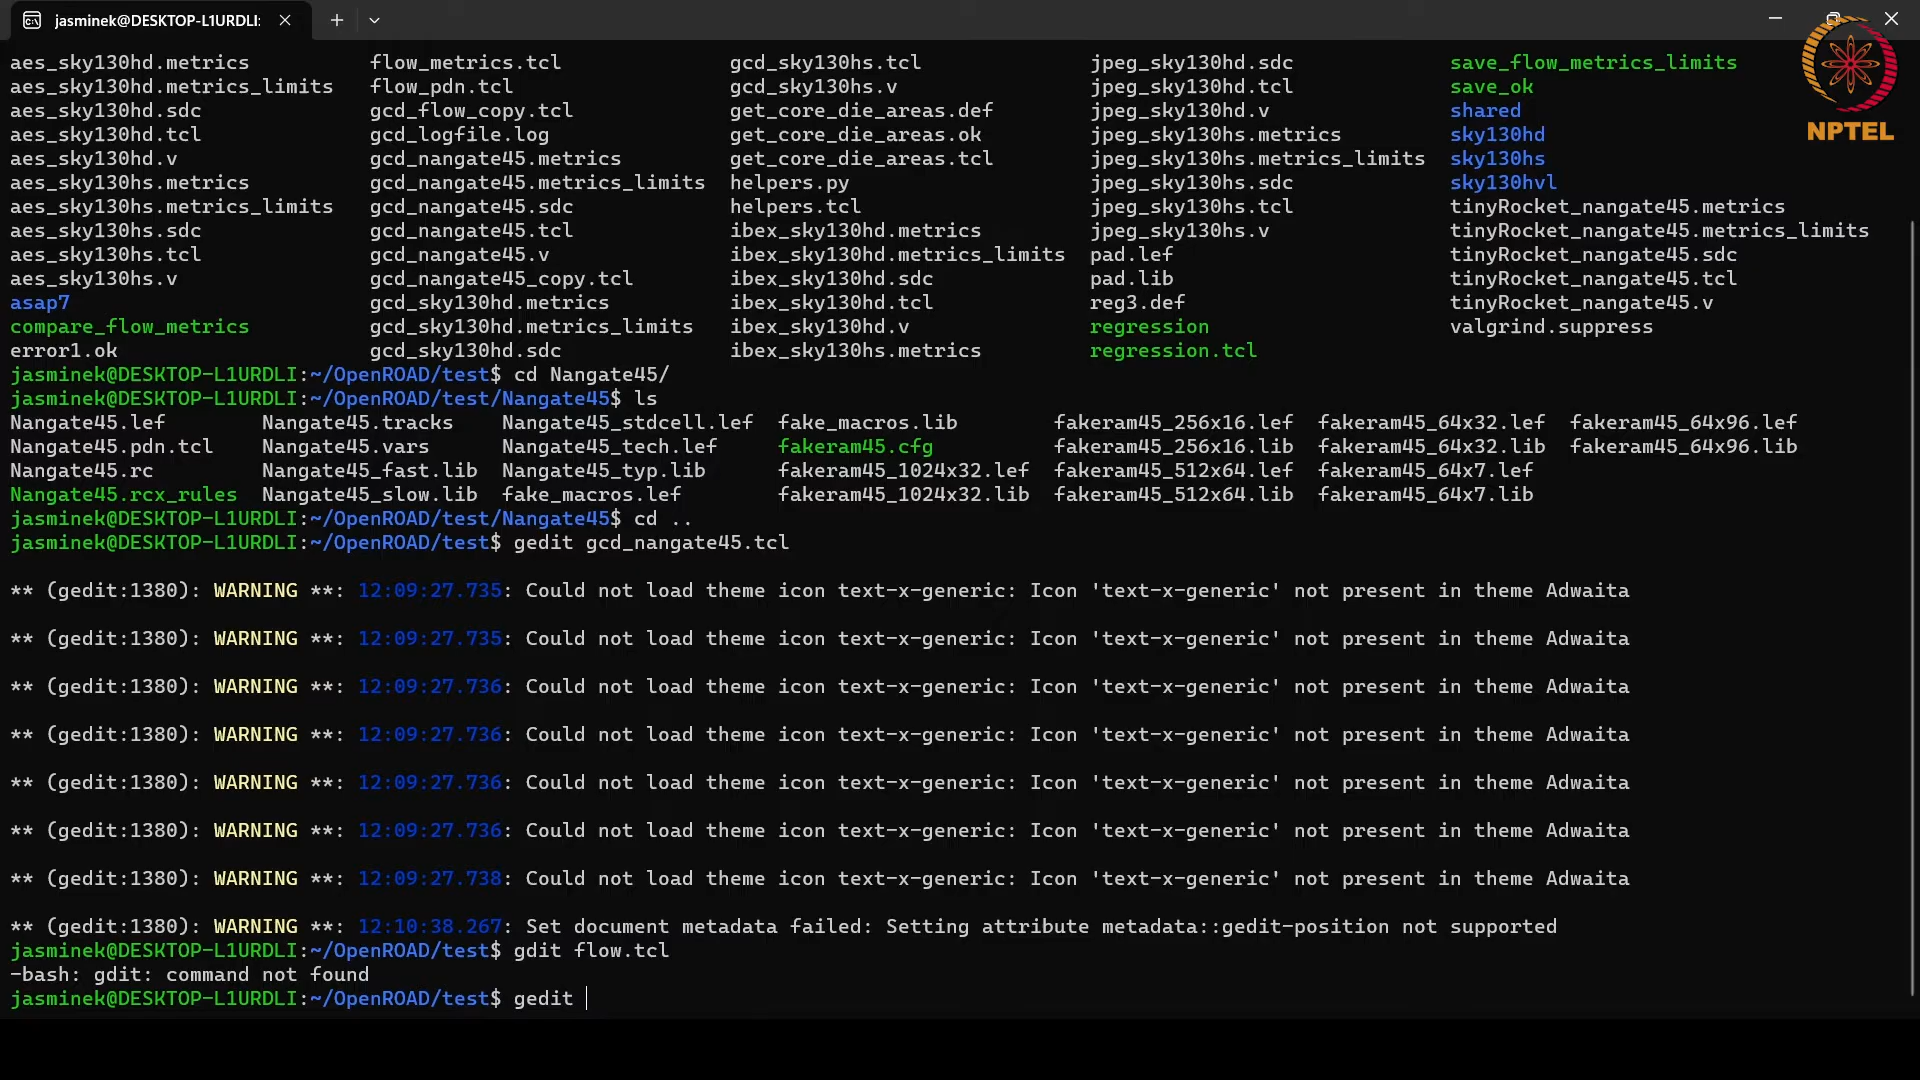 jasminek@DESKTOP-L1URDLI:
NPTEL
aes_sky130hd.metrics flow_metrics.tcl gcd_sky130hs.tcl jpeg_sky130hd.sdc save_flow_metrics_limits
aes_sky130hd.metrics_limits flow_pdn.tcl gcd_sky130hs.v jpeg_sky130hd.tcl save_ok
aes_sky130hd.sdc gcd_flow_copy.tcl get_core_die_areas.def jpeg_sky130hd.v shared
aes_sky130hd.tcl gcd_logfile.log get_core_die_areas.ok jpeg_sky130hs.metrics sky130hd
aes_sky130hd.v gcd_nangate45.metrics get_core_die_areas.tcl jpeg_sky130hs.metrics_limits sky130hs
aes_sky130hs.metrics gcd_nangate45.metrics_limits helpers.py jpeg_sky130hs.sdc sky130hvl
aes_sky130hs.metrics_limits gcd_nangate45.sdc helpers.tcl jpeg_sky130hs.tcl tinyRocket_nangate45.metrics
aes_sky130hs.sdc gcd_nangate45.tcl ibex_sky130hd.metrics jpeg_sky130hs.v tinyRocket_nangate45.metrics_limits
aes_sky130hs.tcl gcd_nangate45.v ibex_sky130hd.metrics_limits pad.lef tinyRocket_nangate45.sdc
aes_sky130hs.v gcd_nangate45_copy.tcl ibex_sky130hd.sdc pad.lib tinyRocket_nangate45.tcl
asap7 gcd_sky130hd.metrics ibex_sky130hd.tcl reg3.def tinyRocket_nangate45.v
compare_flow_metrics gcd_sky130hd.metrics_limits ibex_sky130hd.v regression valgrind.suppress
error1.ok gcd_sky130hd.sdc ibex_sky130hs.metrics regression.tcl
jasminek@DESKTOP-L1URDLI:~/OpenROAD/test$ cd Nangate45/
jasminek@DESKTOP-L1URDLI:~/OpenROAD/test/Nangate45$ ls
Nangate45.lef Nangate45.tracks Nangate45_stdcell.lef fake_macros.lib fakeram45_256x16.lef fakeram45_64x32.lef fakeram45_64x96.lef
Nangate45.pdn.tcl Nangate45.vars Nangate45_tech.lef fakeram45.cfg fakeram45_256x16.lib fakeram45_64x32.lib fakeram45_64x96.lib
Nangate45.rc Nangate45_fast.lib Nangate45_typ.lib fakeram45_1024x32.lef fakeram45_512x64.lef fakeram45_64x7.lef
Nangate45.rcx_rules Nangate45_slow.lib fake_macros.lef fakeram45_1024x32.lib fakeram45_512x64.lib fakeram45_64x7.lib
jasminek@DESKTOP-L1URDLI:~/OpenROAD/test/Nangate45$ cd ..
jasminek@DESKTOP-L1URDLI:~/OpenROAD/test$ gedit gcd_nangate45.tcl
** (gedit:1380): WARNING **: 12:09:27.735: Could not load theme icon text-x-generic: Icon 'text-x-generic' not present in theme Adwaita
** (gedit:1380): WARNING **: 12:09:27.735: Could not load theme icon text-x-generic: Icon 'text-x-generic' not present in theme Adwaita
** (gedit:1380): WARNING **: 12:09:27.736: Could not load theme icon text-x-generic: Icon 'text-x-generic' not present in theme Adwaita
** (gedit:1380): WARNING **: 12:09:27.736: Could not load theme icon text-x-generic: Icon 'text-x-generic' not present in theme Adwaita
** (gedit:1380): WARNING **: 12:09:27.736: Could not load theme icon text-x-generic: Icon 'text-x-generic' not present in theme Adwaita
** (gedit:1380): WARNING **: 12:09:27.736: Could not load theme icon text-x-generic: Icon 'text-x-generic' not present in theme Adwaita
** (gedit:1380): WARNING **: 12:09:27.738: Could not load theme icon text-x-generic: Icon 'text-x-generic' not present in theme Adwaita
** (gedit:1380): WARNING **: 12:10:38.267: Set document metadata failed: Setting attribute metadata::gedit-position not supported
jasminek@DESKTOP-L1URDLI:~/OpenROAD/test$ gdit flow.tcl
-bash: gdit: command not found
jasminek@DESKTOP-L1URDLI:~/OpenROAD/test$ gedit